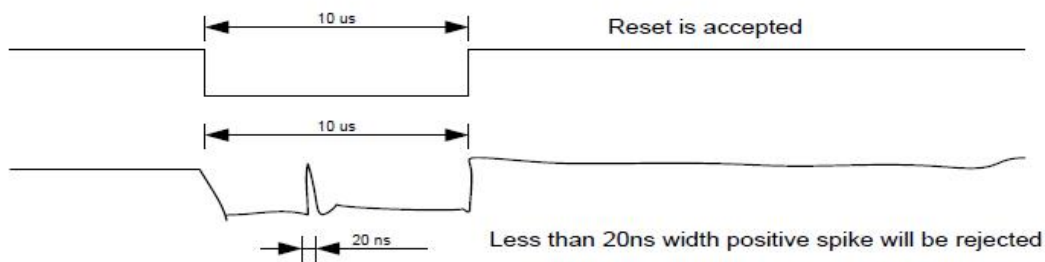 10 us
Reset is accepted
10 us
20 ns
Less than 20ns width positive spike will be rejected